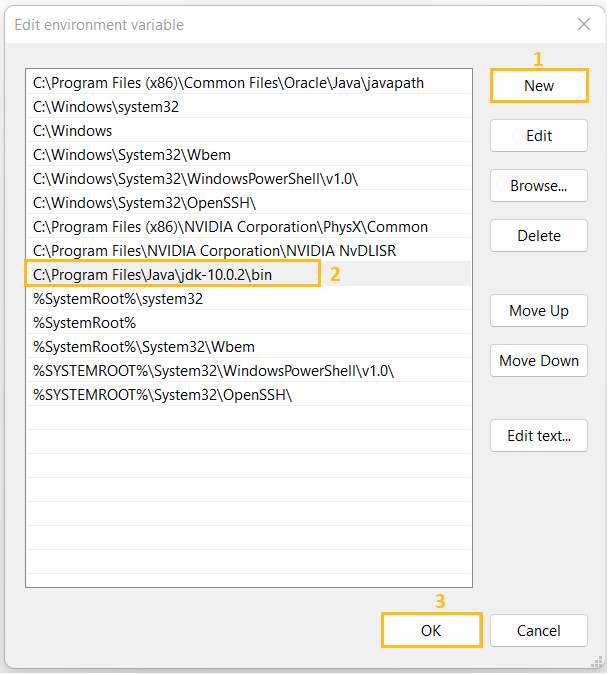 Edit environment variable
1
C:\Program Files (x86)\Common Files\Oracle\Java\javapath
New
C:\Windows\system32
C:\Windows
Edit
C:\Windows\System32\Wbem
C:\Windows\System32\WindowsPowerShell\v1.0\
Browse...
C:\Windows\System32\OpenSSH\
C:\Program Files (x86)\NVIDIA Corporation\PhysX\Common
Delete
C:\Program Files\NVIDIA Corporation\NVIDIA NvDLISR
C:\Program Files\Java\jdk-10.0.2\bin
2
%SystemRoot%\system32
Move Up
%SystemRoot%
%SystemRoot%\System32\Wbem
Move Down
%SYSTEMROOT%\System32\WindowsPowerShell\v1.0\
%SYSTEMROOT%\System32\OpenSSH\
Edit text...
3
OK
Cancel